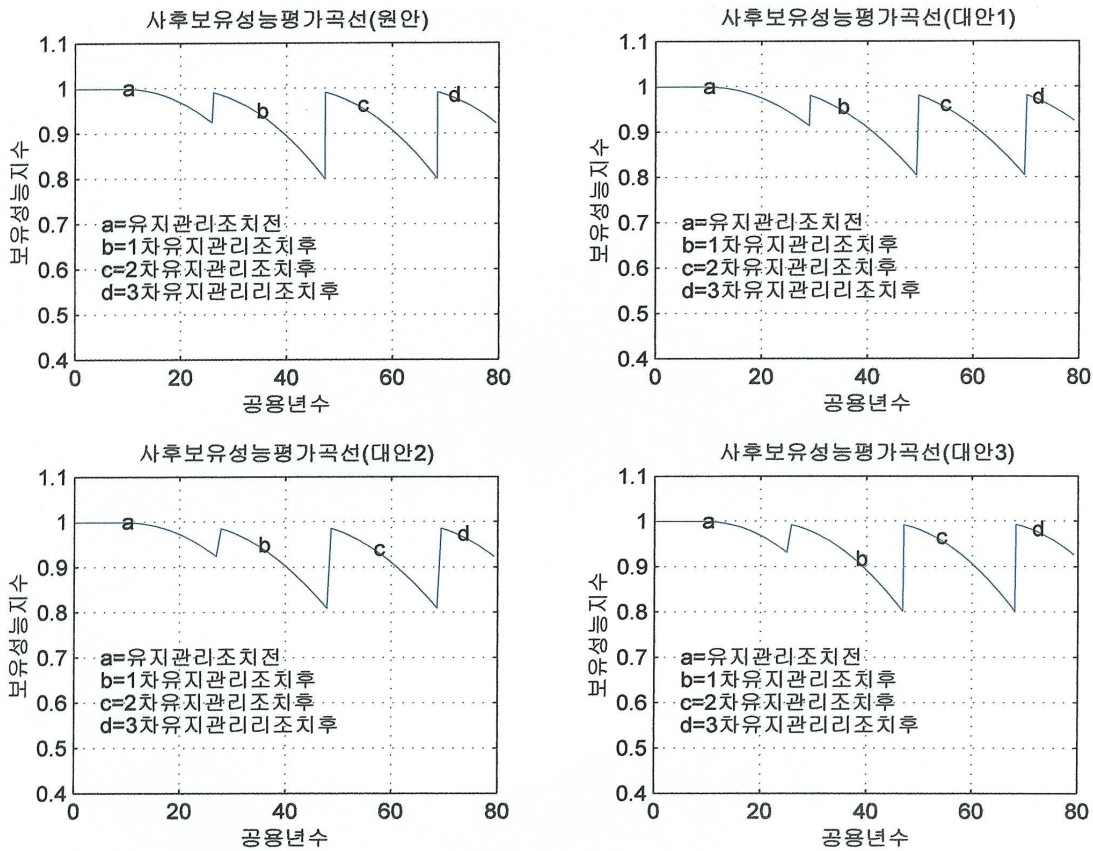 사후보유성능평가곡선(원안)
1.1
1
0.9
0.8
0.7
0.6
0.5
0.4
보유성능지수
a
b
c
d
a=유지관리조치전
b=1차유지관리조치후
c=2차유지관리조치후
d=3차유지관리리조치후
0 20 40 60 80
공용년수
사후보유성능평가곡선(대안1)
1.1
1
0.9
0.8
0.7
0.6
0.5
0.4
보유성능지수
a
b
c
d
a=유지관리조치전
b=1차유지관리조치후
c=2차유지관리조치후
d=3차유지관리리조치후
0 20 40 60 80
공용년수
사후보유성능평가곡선(대안2)
1.1
1
0.9
0.8
0.7
0.6
0.5
0.4
보유성능지수
a
b
c
d
a=유지관리조치전
b=1차유지관리조치후
c=2차유지관리조치후
d=3차유지관리리조치후
0 20 40 60 80
공용년수
사후보유성능평가곡선(대안3)
1.1
1
0.9
0.8
0.7
0.6
0.5
0.4
보유성능지수
a
b
c
d
a=유지관리조치전
b=1차유지관리조치후
c=2차유지관리조치후
d=3차유지관리리조치후
0 20 40 60 80
공용년수